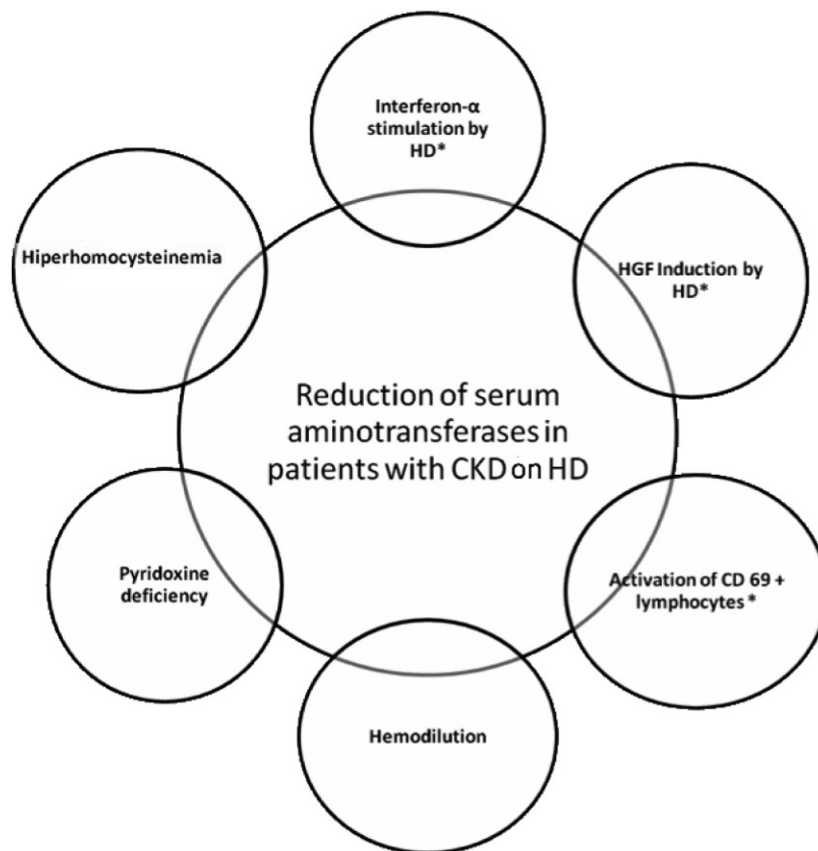 Interferon-α
stimulation by
HD*
Hiperhomocysteinemia
HGF Induction by
HD*
Reduction of serum
aminotransferases in
patients with CKD on HD
Pyridoxine
deficiency
Activation of CD 69 +
lymphocytes *
Hemodilution